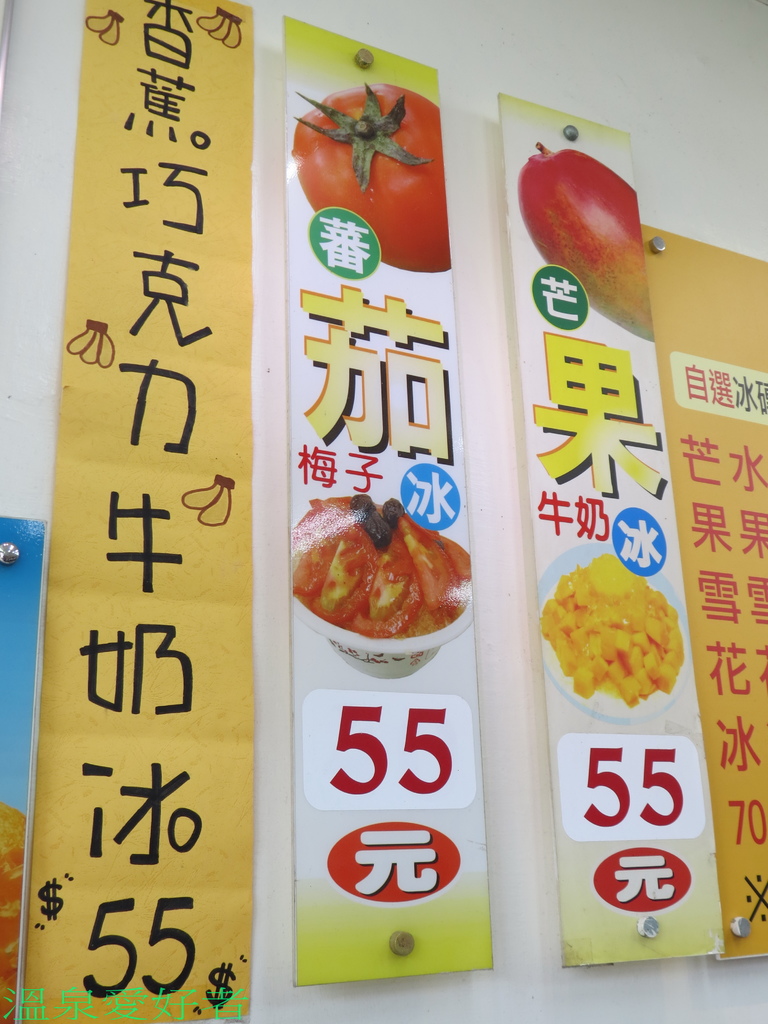 香蕉巧克力牛奶冰
55
$
$
蕃茄
梅子冰
55
元
芒果
牛奶冰
55
元
自選冰磚
芒果雪花冰
70
水果雪
※
溫泉愛好者